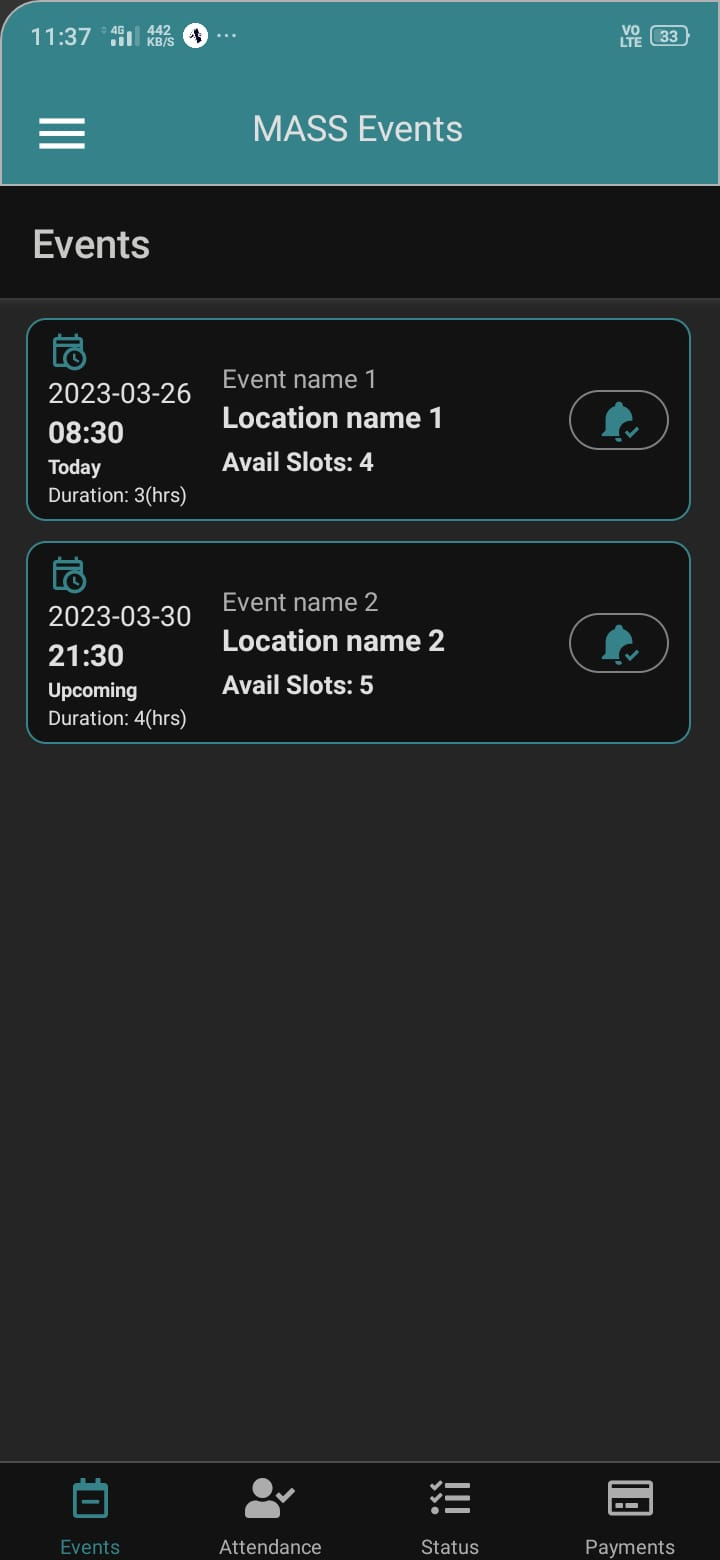 11:37 4G 442 KB/S ... VO LTE 33
MASS Events
Events
2023-03-26
08:30
Today
Duration: 3(hrs)
Event name 1
Location name 1
Avail Slots: 4
2023-03-30
21:30
Upcoming
Duration: 4(hrs)
Event name 2
Location name 2
Avail Slots: 5
Events Attendance Status Payments